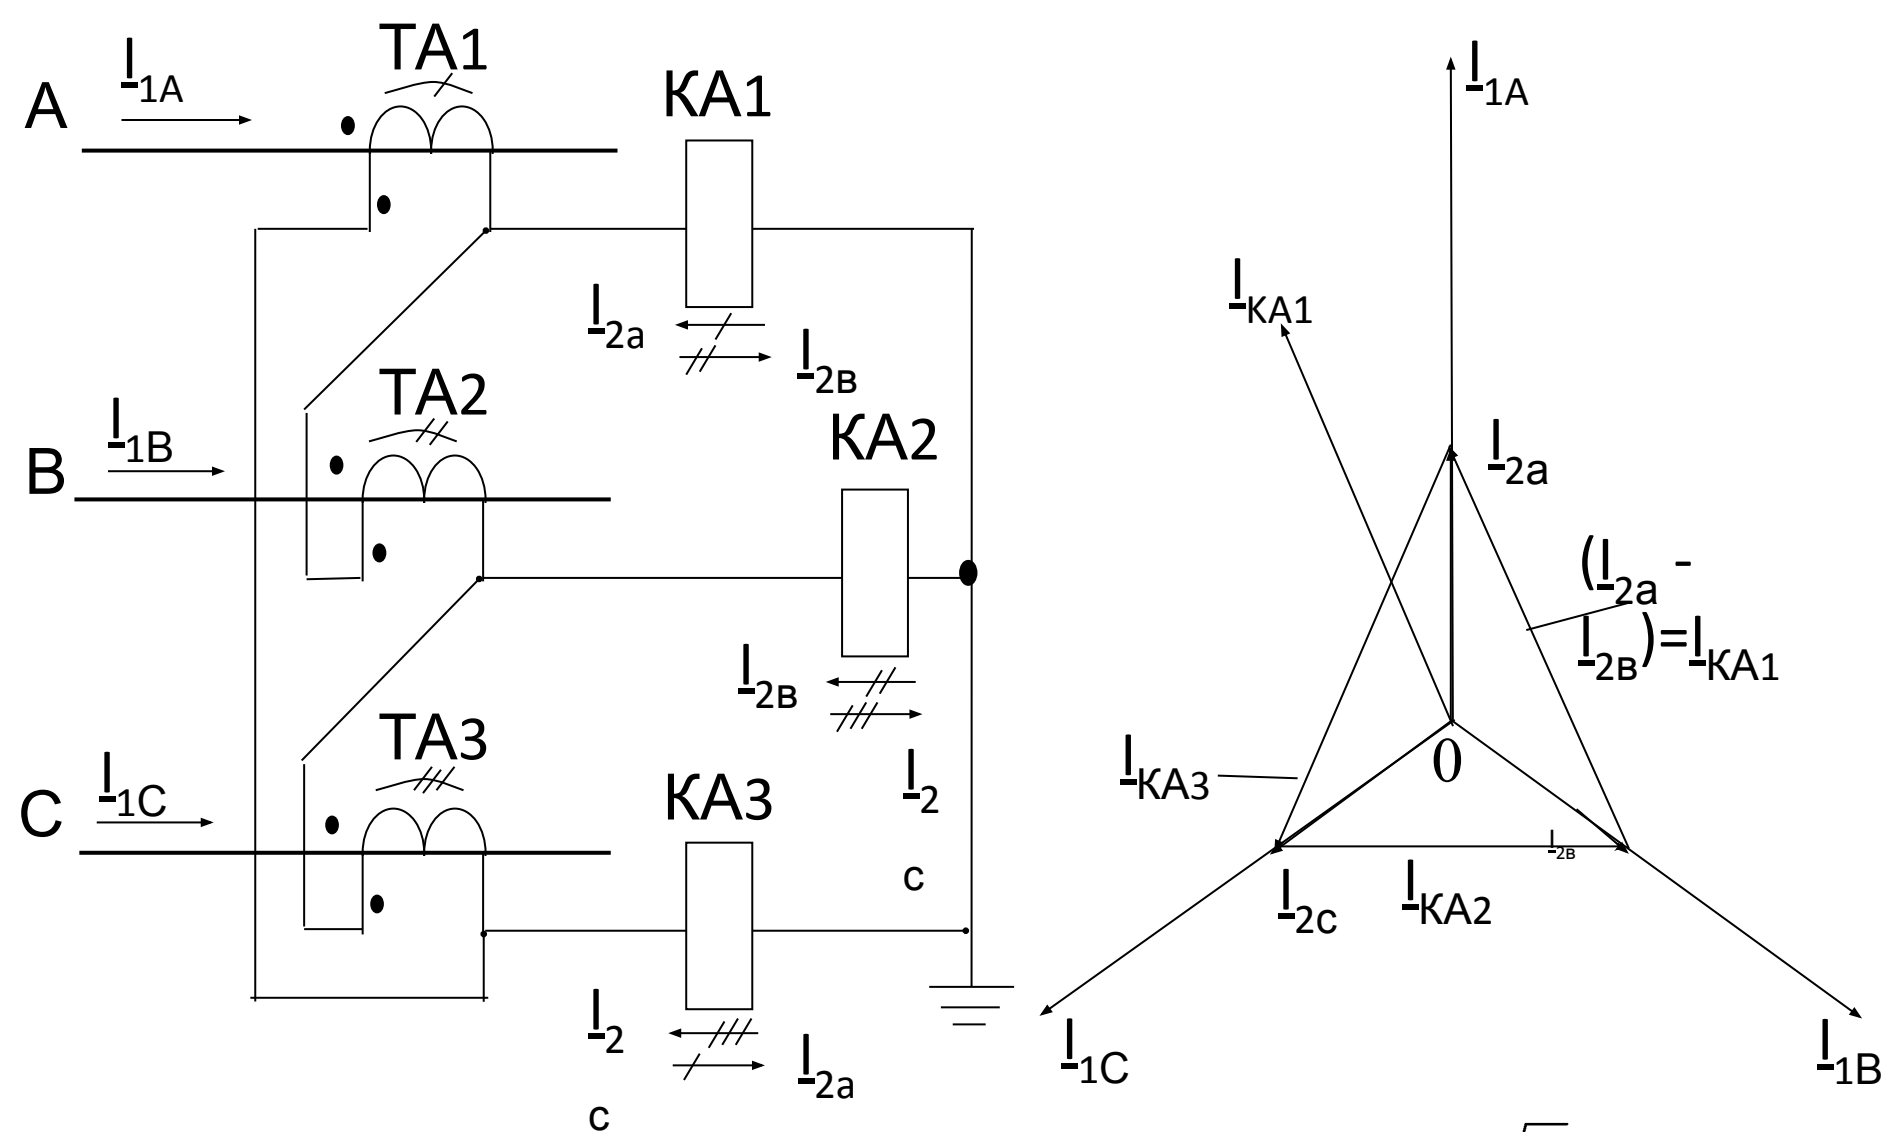 I1A
TA1
KA1
A
I2a
I2в
I1B
TA2
KA2
B
I2в
I2
c
I1C
TA3
KA3
C
I2
c
I2a
I1A
IKA1
I2a
(I2a -
I2в)=IKA1
IKA3
0
I2в
I2c
IKA2
I1C
I1B